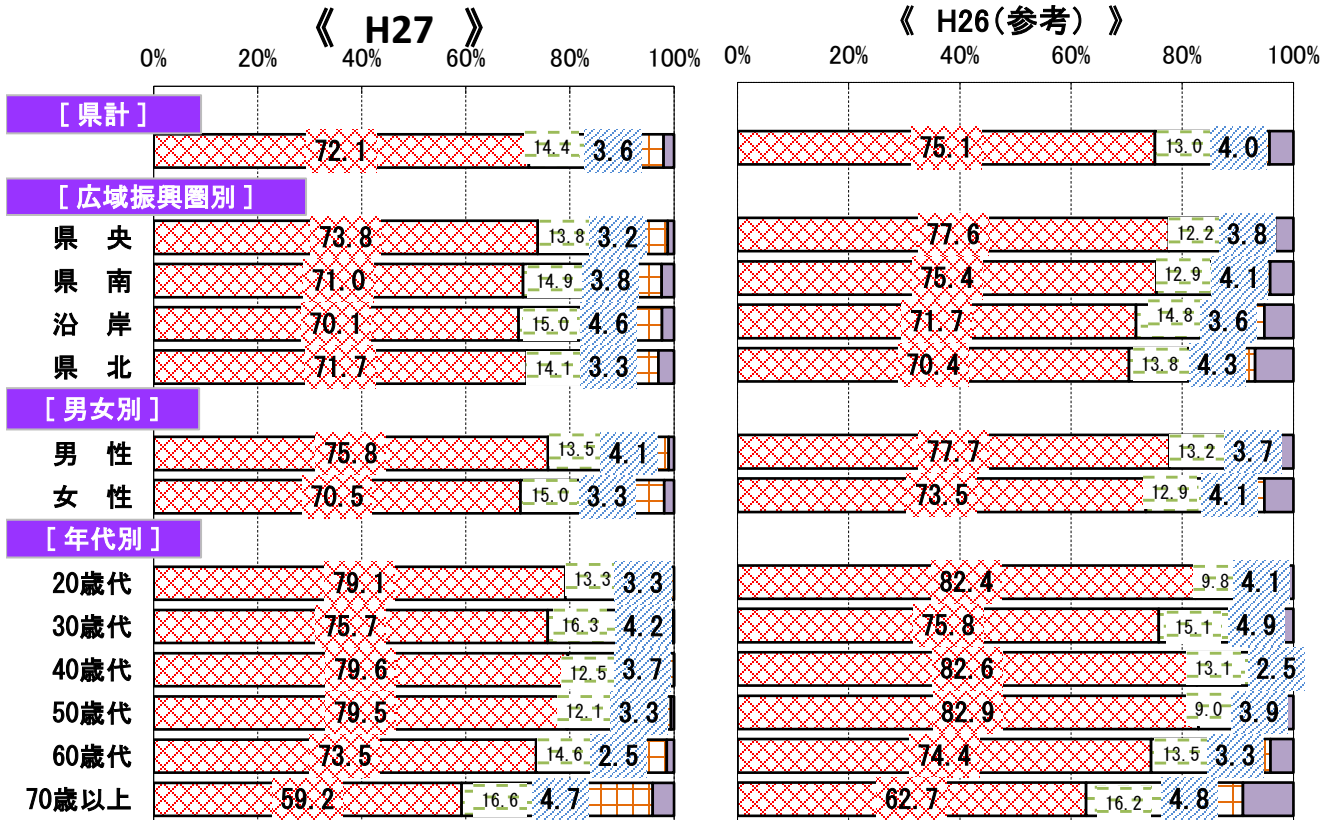 《 H27 》
《 H26(参考) 》
0% 20% 40% 60% 80% 100%
0% 20% 40% 60% 80% 100%
[ 県計 ]
72.1 14.4 3.6
75.1 13.0 4.0
[ 広域振興圏別 ]
県 央 73.8 13.8 3.2
77.6 12.2 3.8
県 南 71.0 14.9 3.8
75.4 12.9 4.1
沿 岸 70.1 15.0 4.6
71.7 14.8 3.6
県 北 71.7 14.1 3.3
70.4 13.8 4.3
[ 男女別 ]
男 性 75.8 13.5 4.1
77.7 13.2 3.7
女 性 70.5 15.0 3.3
73.5 12.9 4.1
[ 年代別 ]
20歳代 79.1 13.3 3.3
82.4 9.8 4.1
30歳代 75.7 16.3 4.2
75.8 15.1 4.9
40歳代 79.6 12.5 3.7
82.6 13.1 2.5
50歳代 79.5 12.1 3.3
82.9 9.0 3.9
60歳代 73.5 14.6 2.5
74.4 13.5 3.3
70歳以上 59.2 16.6 4.7
62.7 16.2 4.8